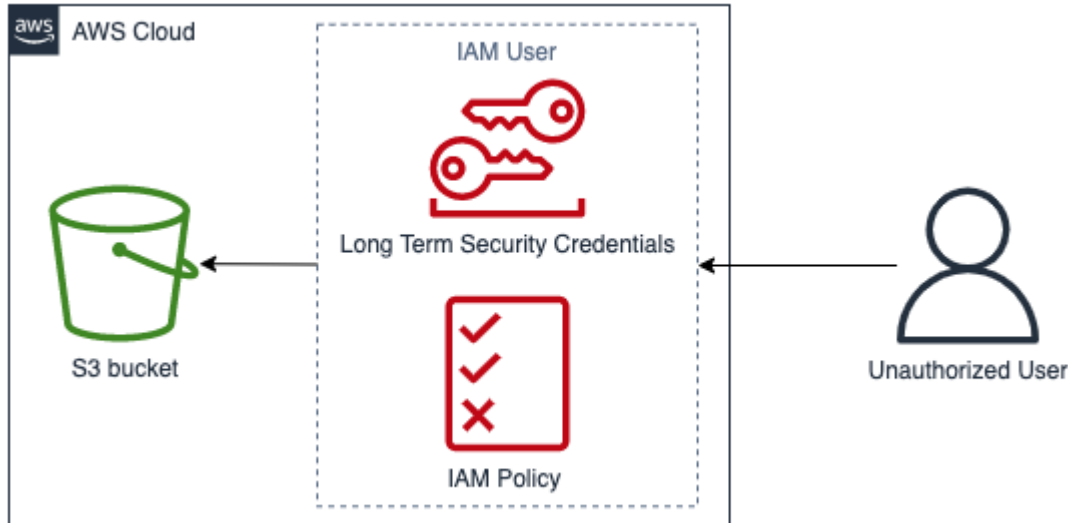 aws
AWS Cloud
IAM User
Long Term Security Credentials
S3 bucket
Unauthorized User
IAM Policy